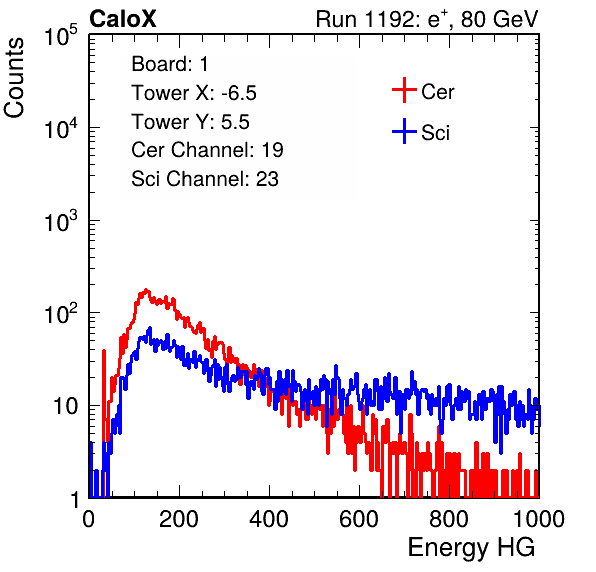 CaloX Run 1192: e⁺, 80 GeV
Counts
Board: 1
Tower X: -6.5
Tower Y: 5.5
Cer Channel: 19
Sci Channel: 23
Cer
Sci
10⁵
10⁴
10³
10²
10
1
0 200 400 600 800 1000
Energy HG